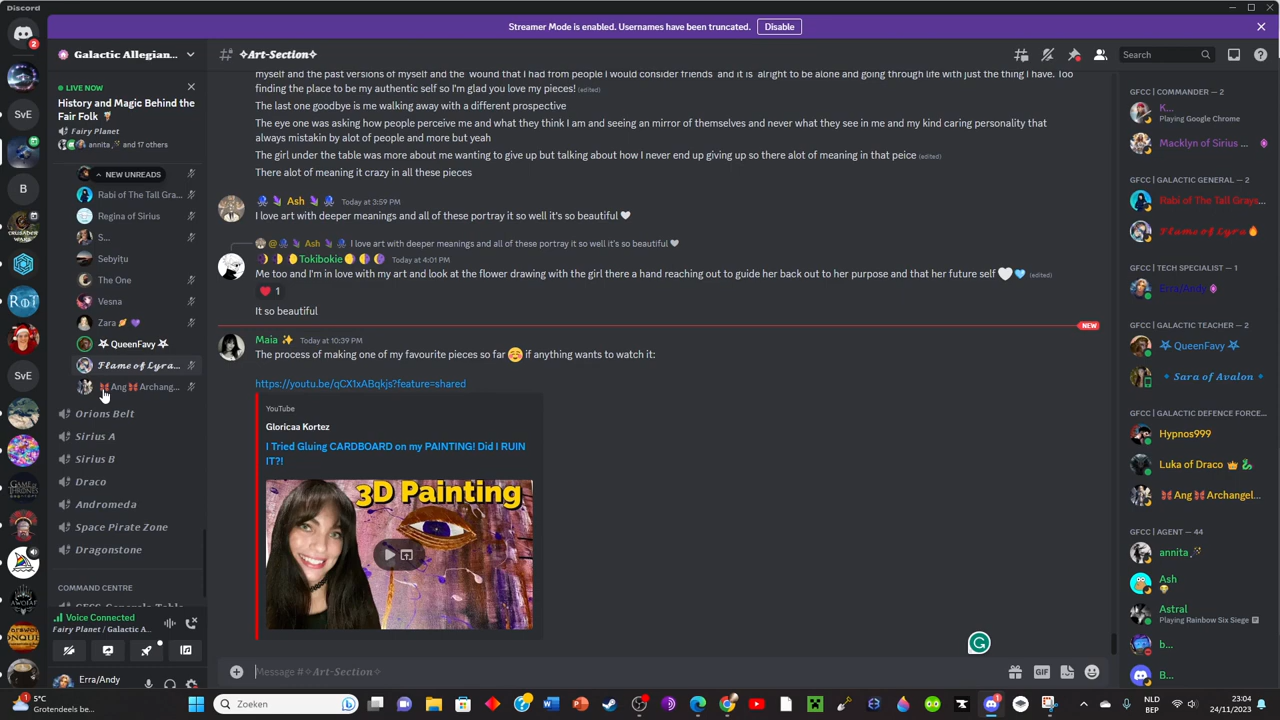 Discord
Streamer Mode is enabled. Usernames have been truncated.
Disable
2
Galactic Allegian...
LIVE NOW
History and Magic Behind the
Fair Folk
Fairy Planet
annita and 17 others
NEW UNREADS
Rabi of The Tall Gra...
Regina of Sirius
S...
Sebyițu
The One
Vesna
Zara
QueenFavy
Flame of Lyra...
Ang Archang...
Orions Belt
Sirius A
Sirius B
Draco
Andromeda
Space Pirate Zone
Dragonstone
COMMAND CENTRE
Voice Connected
Fairy Planet / Galactic A...
Erra/Andy
SvE
B
SvE
✧Art-Section✧
Search
myself and the past versions of myself and the wound that I had from people I would consider friends and it is alright to be alone and going through life with just the thing I have. Too
finding the place to be my authentic self so I'm glad you love my pieces! (edited)
The last one goodbye is me walking away with a different prospective
The eye one was asking how people perceive me and what they think I am and seeing an mirror of themselves and never what they see in me and my kind caring personality that
always mistakin by alot of people and more but yeah
The girl under the table was more about me wanting to give up but talking about how I never end up giving up so there alot of meaning in that peice (edited)
There alot of meaning it crazy in all these pieces
Ash Today at 3:59 PM
I love art with deeper meanings and all of these portray it so well it's so beautiful 🤍
@ Ash I love art with deeper meanings and all of these portray it so well it's so beautiful 🤍
Tokibokie Today at 4:01 PM
Me too and I'm in love with my art and look at the flower drawing with the girl there a hand reaching out to guide her back out to her purpose and that her future self (edited)
1
It so beautiful
NEW
Maia ✨ Today at 10:39 PM
The process of making one of my favourite pieces so far if anything wants to watch it:
https://youtu.be/qCX1xABqkjs?feature=shared
YouTube
Gloricaa Kortez
I Tried Gluing CARDBOARD on my PAINTING! Did I RUIN
IT?!
3D Painting
Message #✧Art-Section✧
GIF
GFCC | COMMANDER — 2
K...
Playing Google Chrome
Macklyn of Sirius ...
GFCC | GALACTIC GENERAL — 2
Rabi of The Tall Greys...
Flame of Lyra
GFCC | TECH SPECIALIST — 1
Erra/Andy
GFCC | GALACTIC TEACHER — 2
QueenFavy
Sara of Avalon
GFCC | GALACTIC DEFENCE FORCE...
Hypnos999
Luka of Draco
Ang Archangel...
GFCC | AGENT — 44
annita
Ash
Astral
Playing Rainbow Six Siege
b...
B...
1
5°C
Grotendeels be...
Zoeken
1
NLD
BEP
23:04
24/11/2023